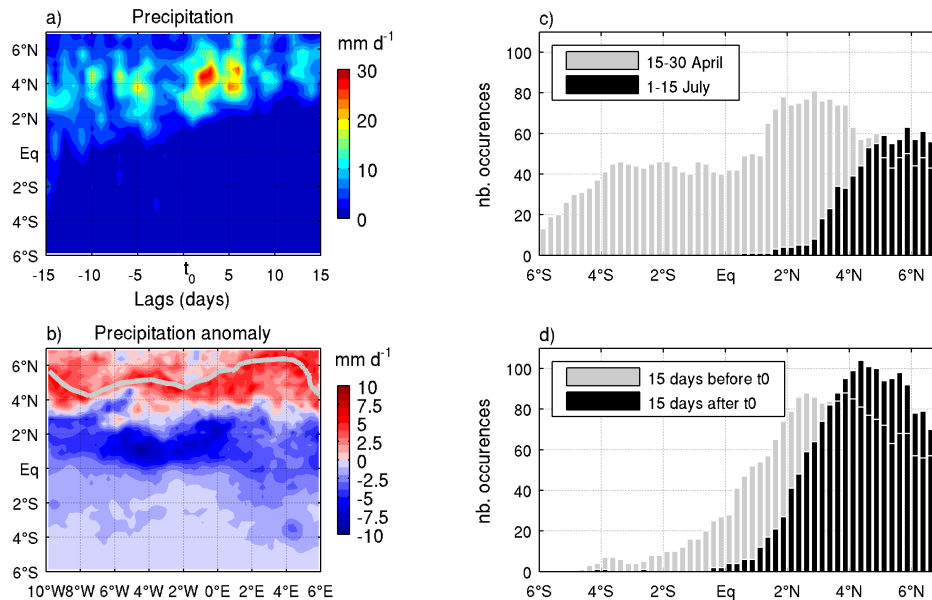 a)
Precipitation
mm d⁻¹
6°N
4°N
2°N
Eq
2°S
4°S
6°S
30
20
10
0
-15 -10 -5 t₀ 5 10 15
Lags (days)
b)
Precipitation anomaly
mm d⁻¹
6°N
4°N
2°N
Eq
2°S
4°S
6°S
10
7.5
5
2.5
0
-2.5
-5
-7.5
-10
10°W 8°W 6°W 4°W 2°W 0°E 2°E 4°E 6°E
c)
nb. occurences
100
80
60
40
20
0
15-30 April
1-15 July
6°S 4°S 2°S Eq 2°N 4°N 6°N
d)
nb. occurences
100
80
60
40
20
0
15 days before t0
15 days after t0
6°S 4°S 2°S Eq 2°N 4°N 6°N